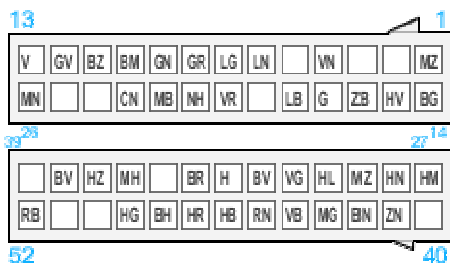 13 1
V GV BZ BM GN GR LG LN VN MZ
MN CN MB NH VR LB G ZB HV BG
39 26 27 14
BV HZ MH BR H BV VG HL MZ HN HM
RB HG BH HR HB RN VB MG BN ZN
52 40